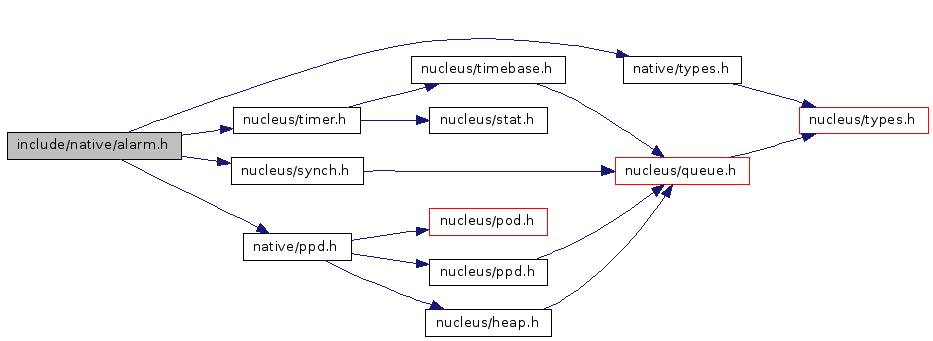 nucleus/timebase.h
native/types.h
nucleus/timer.h
nucleus/stat.h
nucleus/types.h
include/native/alarm.h
nucleus/synch.h
nucleus/queue.h
nucleus/pod.h
native/ppd.h
nucleus/ppd.h
nucleus/heap.h